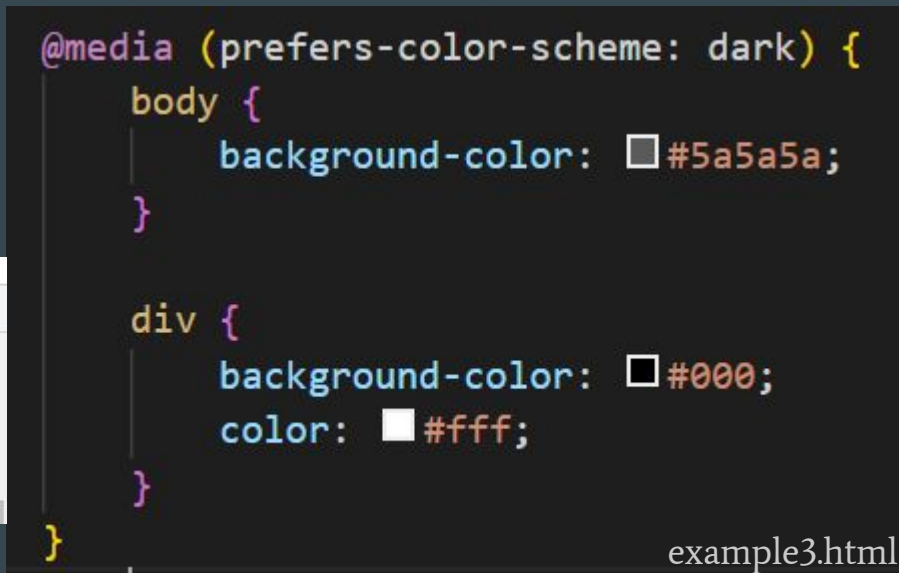 @media (prefers-color-scheme: dark) {
body {
background-color: #5a5a5a;
}
div {
background-color: #000;
color: #fff;
}
}
example3.html